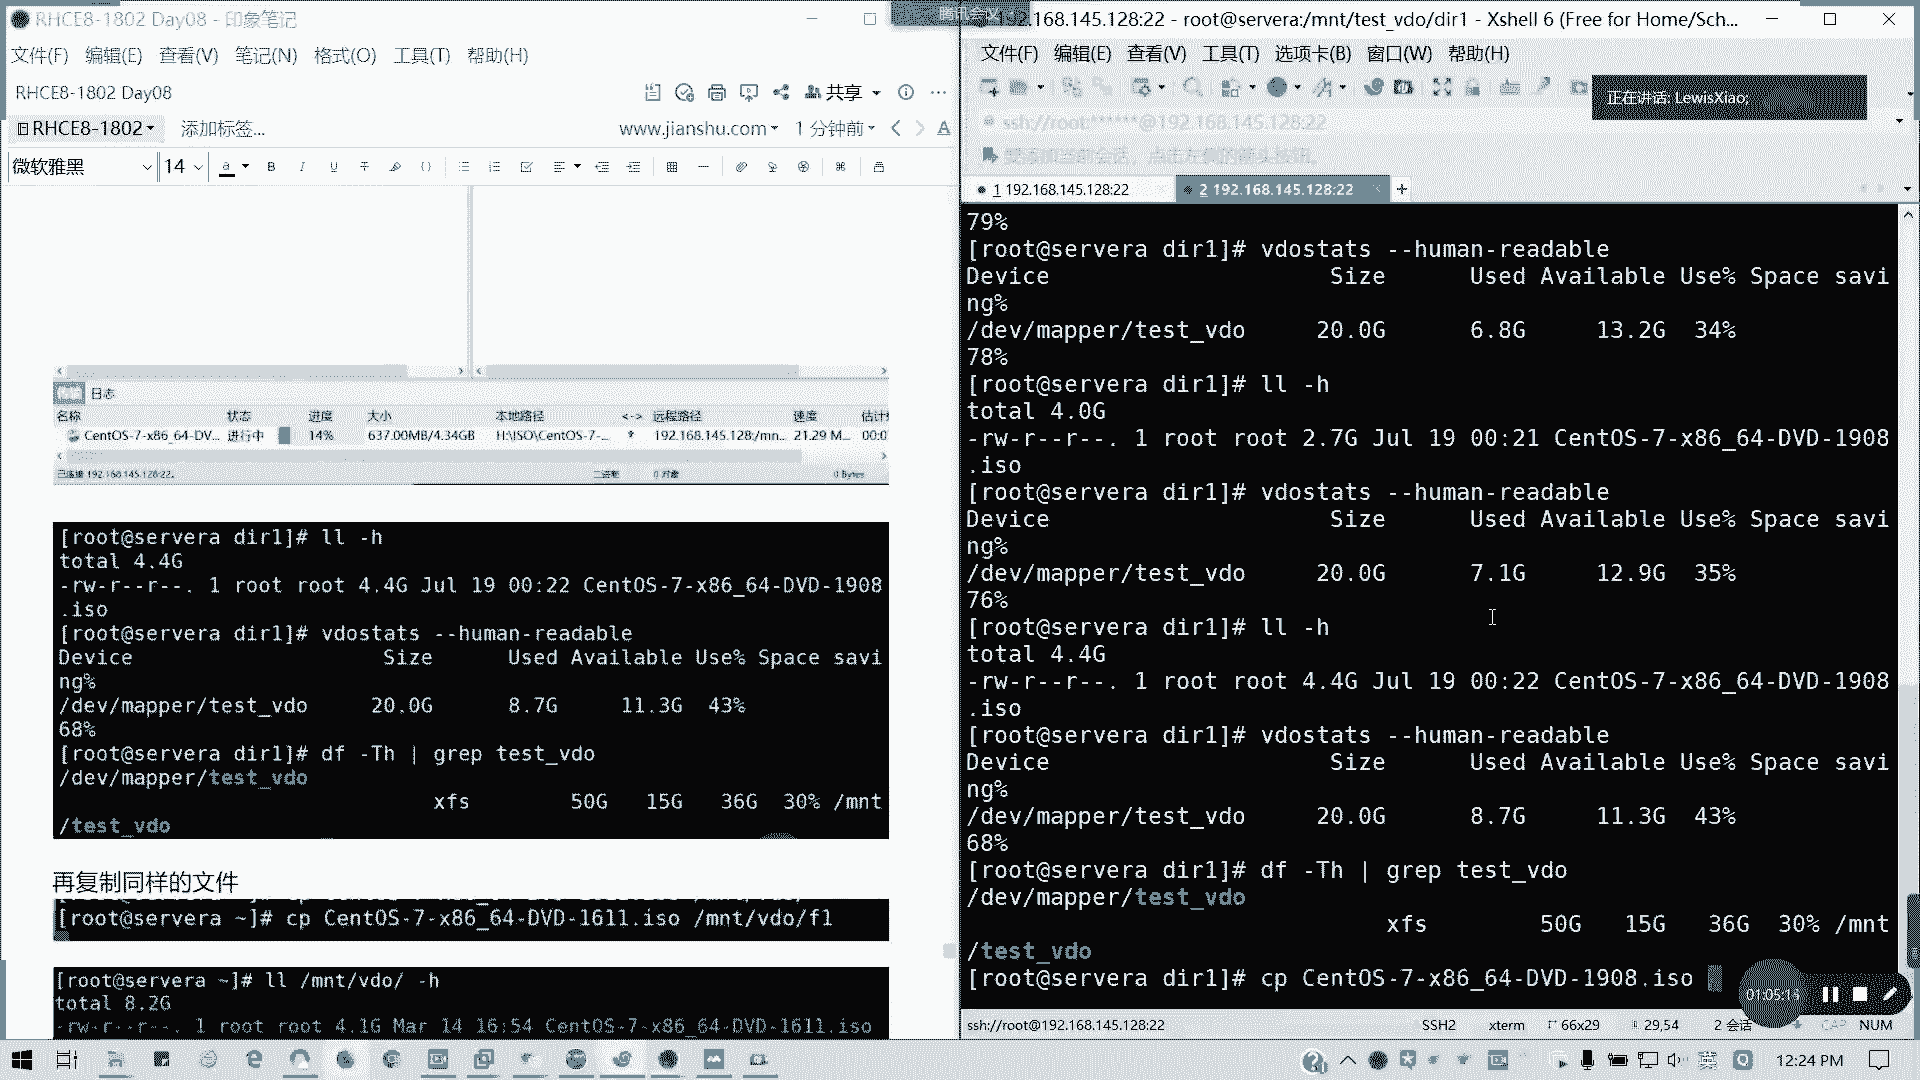 RHCE8-1802 Day08 - 印象笔记
文件(F) 编辑(E) 查看(V) 笔记(N) 格式(O) 工具(T) 帮助(H)
RHCE8-1802 Day08
共享
RHCE8-1802
添加标签...
www.jianshu.com
1 分钟前
微软雅黑
14
日志
名称 状态 进度 大小 本地路径 <-> 远程路径 速度 估计
CentOS-7-x86_64-DV... 进行中 14% 637.00MB/4.34GB H:\ISO\CentOS-7-... 192.168.145.128:/mn... 21.29 M... 00:0
已连接 192.168.145.128:22. 二进制 0 对象 0 Bytes
[root@servera dir1]# ll -h
total 4.4G
-rw-r--r--. 1 root root 4.4G Jul 19 00:22 CentOS-7-x86_64-DVD-1908
.iso
[root@servera dir1]# vdostats --human-readable
Device Size Used Available Use% Space savi
ng%
/dev/mapper/test_vdo 20.0G 8.7G 11.3G 43%
68%
[root@servera dir1]# df -Th | grep test_vdo
/dev/mapper/test_vdo
xfs 50G 15G 36G 30% /mnt
/test_vdo
再复制同样的文件
[root@servera ~]# cp CentOS-7-x86_64-DVD-1611.iso /mnt/vdo/f1
[root@servera ~]# ll /mnt/vdo/ -h
total 8.2G
-rw-r--r--. 1 root root 4.1G Mar 14 16:54 CentOS-7-x86_64-DVD-1611.iso
腾讯会议
192.168.145.128:22 - root@servera:/mnt/test_vdo/dir1 - Xshell 6 (Free for Home/Sch...
文件(F) 编辑(E) 查看(V) 工具(T) 选项卡(B) 窗口(W) 帮助(H)
正在讲话: LewisXiao;
ssh://root:******@192.168.145.128:22
1 192.168.145.128:22
2 192.168.145.128:22
79%
[root@servera dir1]# vdostats --human-readable
Device Size Used Available Use% Space savi
ng%
/dev/mapper/test_vdo 20.0G 6.8G 13.2G 34%
78%
[root@servera dir1]# ll -h
total 4.0G
-rw-r--r--. 1 root root 2.7G Jul 19 00:21 CentOS-7-x86_64-DVD-1908
.iso
[root@servera dir1]# vdostats --human-readable
Device Size Used Available Use% Space savi
ng%
/dev/mapper/test_vdo 20.0G 7.1G 12.9G 35%
76%
[root@servera dir1]# ll -h
total 4.4G
-rw-r--r--. 1 root root 4.4G Jul 19 00:22 CentOS-7-x86_64-DVD-1908
.iso
[root@servera dir1]# vdostats --human-readable
Device Size Used Available Use% Space savi
ng%
/dev/mapper/test_vdo 20.0G 8.7G 11.3G 43%
68%
[root@servera dir1]# df -Th | grep test_vdo
/dev/mapper/test_vdo
xfs 50G 15G 36G 30% /mnt
/test_vdo
[root@servera dir1]# cp CentOS-7-x86_64-DVD-1908.iso
ssh://root@192.168.145.128:22 SSH2 xterm 66x29 29,54 2 会话 CAP NUM
英
12:24 PM